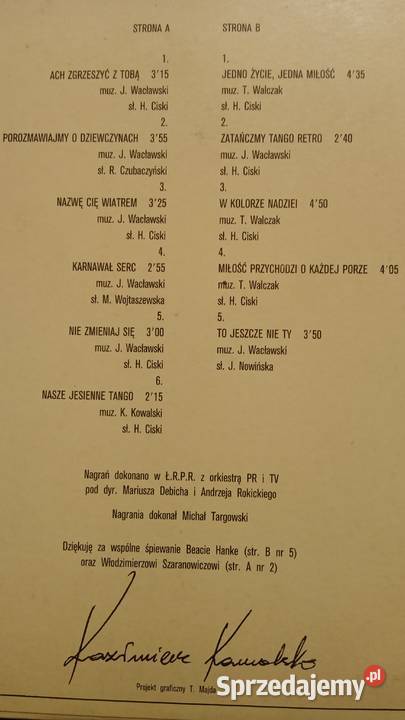 STRONA A
1.
ACH ZGRZESZYĆ Z TOBĄ 3'15
muz. J. Wacławski
sł. H. Ciski
2.
POROZMAWIAJMY O DZIEWCZYNACH 3'55
muz. J. Wacławski
sł. R. Czubaczyński
3.
NAZWĘ CIĘ WIATREM 3'25
muz. J. Wacławski
sł. H. Ciski
4.
KARNAWAŁ SERC 2'55
muz. J. Wacławski
sł. M. Wojtaszewska
5.
NIE ZMIENIAJ SIĘ 3'00
muz. J. Wacławski
sł. H. Ciski
6.
NASZE JESIENNE TANGO 2'15
muz. K. Kowalski
sł. H. Ciski
STRONA B
1.
JEDNO ŻYCIE, JEDNA MIŁOŚĆ 4'35
muz. T. Walczak
sł. H. Ciski
2.
ZATAŃCZMY TANGO RETRO 2'40
muz. J. Wacławski
sł. H. Ciski
3.
W KOLORZE NADZIEI 4'50
muz. T. Walczak
sł. H. Ciski
4.
MIŁOŚĆ PRZYCHODZI O KAŻDEJ PORZE 4'05
muz. T. Walczak
sł. H. Ciski
5.
TO JESZCZE NIE TY 3'50
muz. J. Wacławski
sł. J. Nowińska
Nagrań dokonano w Ł.R.P.R. z orkiestrą PR i TV
pod dyr. Mariusza Debicha i Andrzeja Rokickiego
Nagrania dokonał Michał Targowski
Dziękuję za wspólne śpiewanie Beacie Hanke (str. B nr 5)
oraz Włodzimierzowi Szaranowiczowi (str. A nr 2)
Kazimierz Kowalski
Projekt graficzny T. Majda
Sprzedajemy.pl